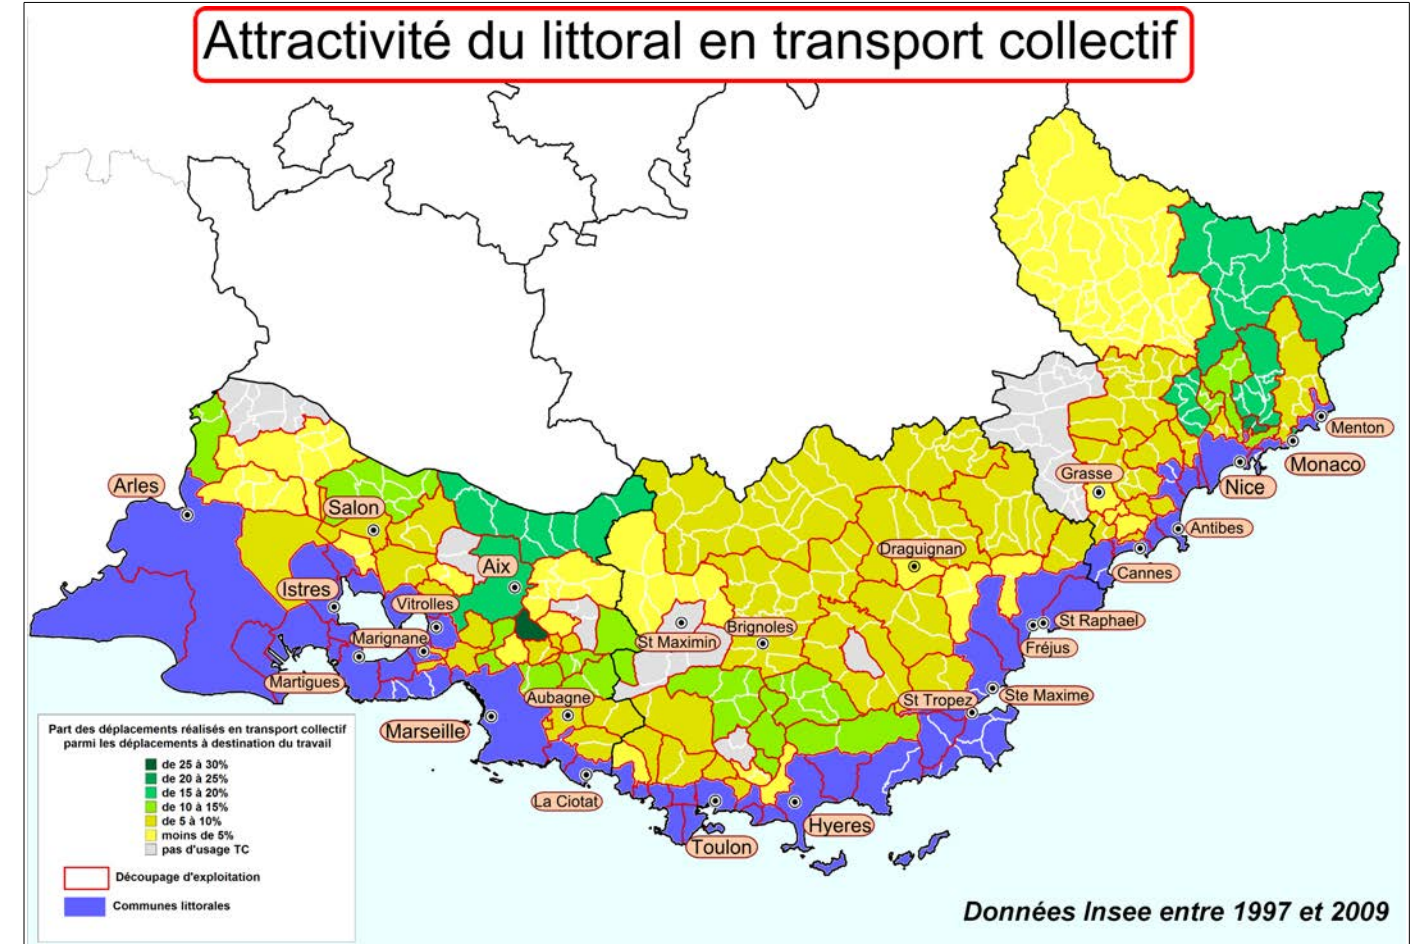 Attractivité du littoral en transport collectif
Menton
Monaco
Grasse
Nice
Arles
Salon
Antibes
Draguignan
Aix
Cannes
Istres
Vitrolles
St Raphael
Brignoles
St Maximin
Marignane
Fréjus
Martigues
Aubagne
St Tropez
Ste Maxime
Marseille
La Ciotat
Hyeres
Toulon
Part des déplacements réalisés en transport collectif
parmi les déplacements à destination du travail
de 25 à 30%
de 20 à 25%
de 15 à 20%
de 10 à 15%
de 5 à 10%
moins de 5%
pas d'usage TC
Découpage d'exploitation
Communes littorales
Données Insee entre 1997 et 2009